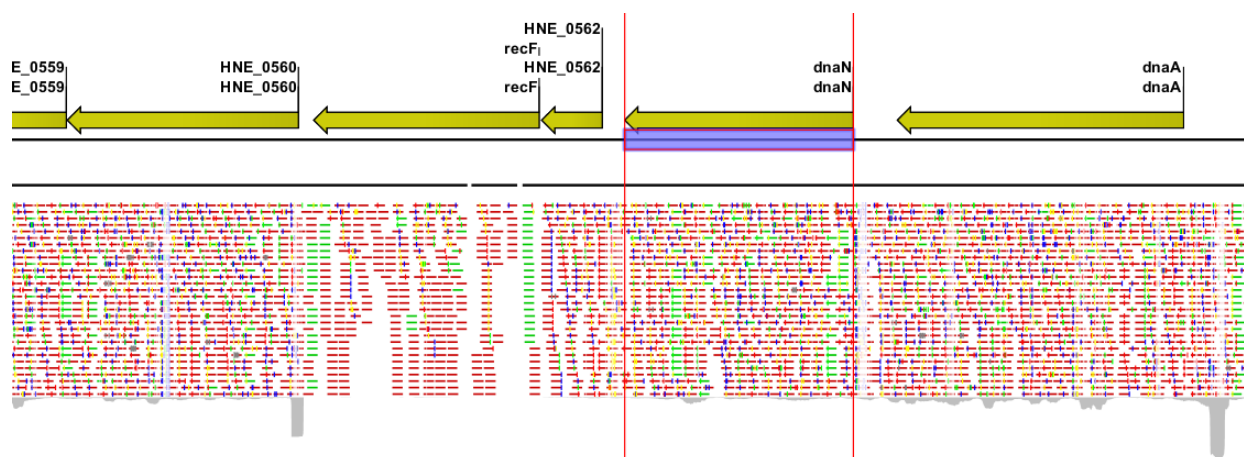 HNE_0562
recF
E_0559 HNE_0560 HNE_0562 dnaN dnaA
E_0559 HNE_0560 recF dnaN dnaA